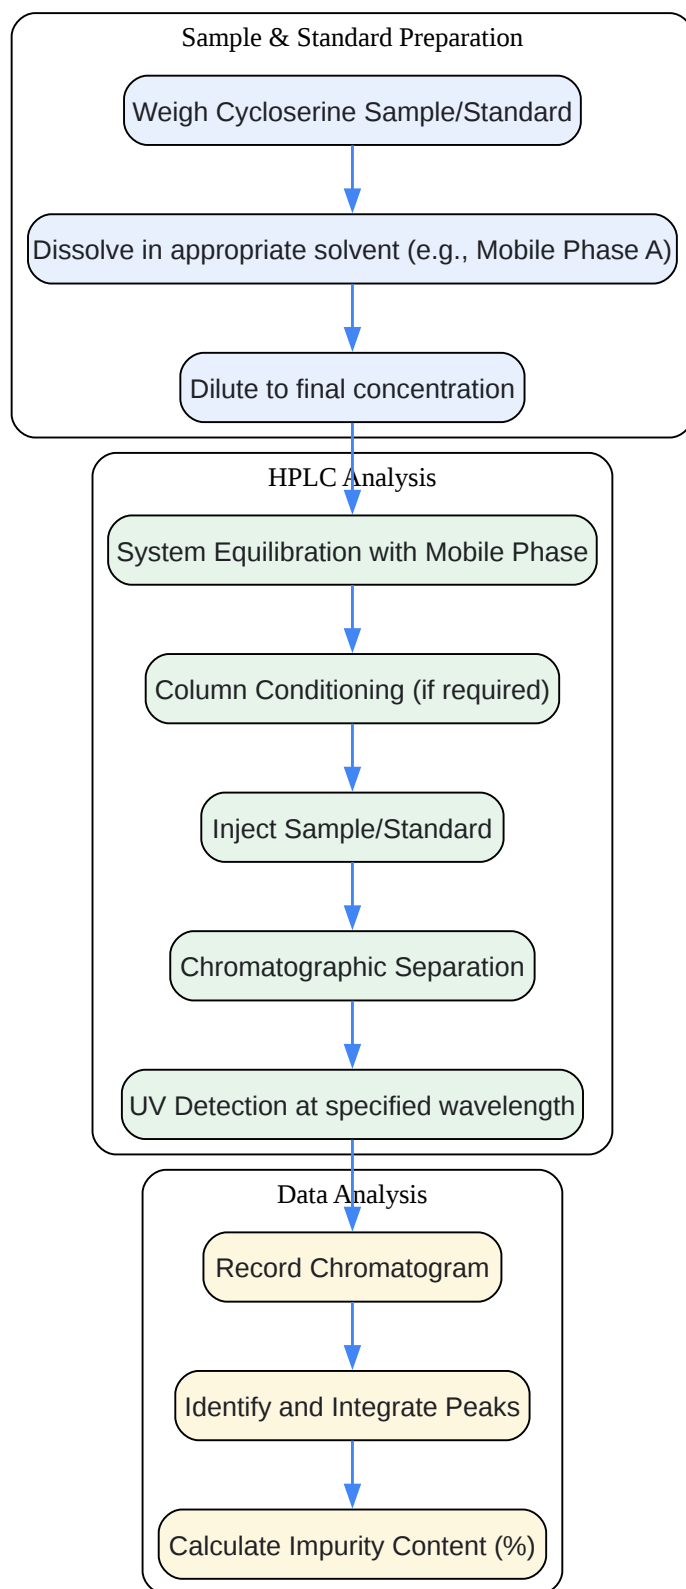 Sample & Standard Preparation
Weigh Cycloserine Sample/Standard
Dissolve in appropriate solvent (e.g., Mobile Phase A)
Dilute to final concentration
HPLC Analysis
System Equilibration with Mobile Phase
Column Conditioning (if required)
Inject Sample/Standard
Chromatographic Separation
UV Detection at specified wavelength
Data Analysis
Record Chromatogram
Identify and Integrate Peaks
Calculate Impurity Content (%)